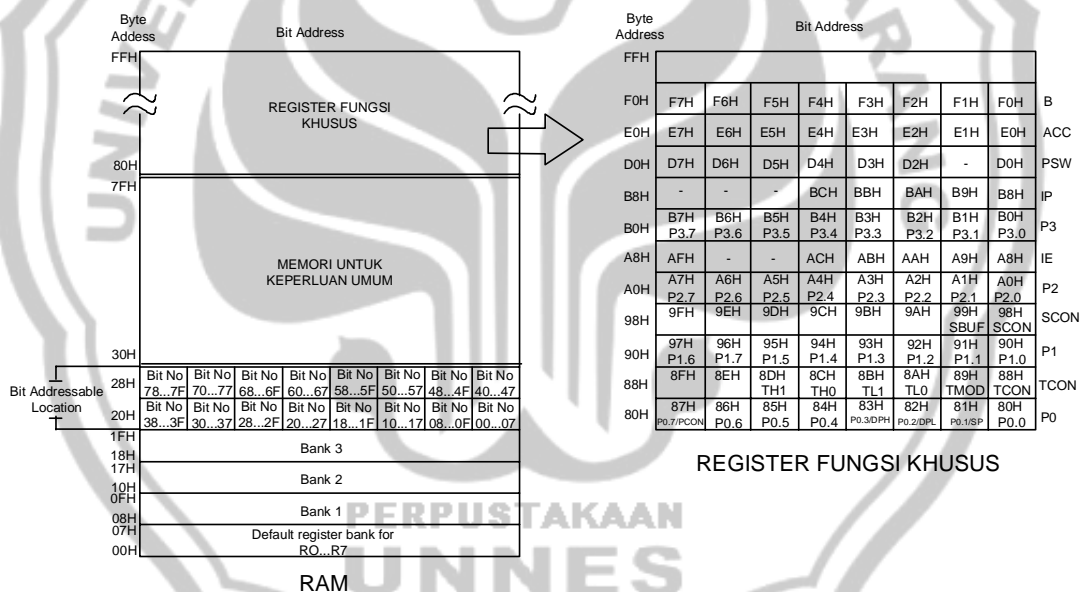 Byte
Addess
Bit Address
FFH
REGISTER FUNGSI
KHUSUS
80H
7FH
MEMORI UNTUK
KEPERLUAN UMUM
30H
Bit Addressable
Location
28H
Bit No Bit No Bit No Bit No Bit No Bit No Bit No Bit No
78...7F 70...77 68...6F 60...67 58...5F 50...57 48...4F 40...47
20H
Bit No Bit No Bit No Bit No Bit No Bit No Bit No Bit No
38...3F 30...37 28...2F 20...27 18...1F 10...17 08...0F 00...07
1FH
18H
Bank 3
17H
10H
Bank 2
0FH
08H
Bank 1
07H
00H
Default register bank for
RO...R7
RAM
Byte
Address
Bit Address
FFH
F0H F7H F6H F5H F4H F3H F2H F1H F0H B
E0H E7H E6H E5H E4H E3H E2H E1H E0H ACC
D0H D7H D6H D5H D4H D3H D2H - D0H PSW
B8H - - - BCH BBH BAH B9H B8H IP
B0H B7H B6H B5H B4H B3H B2H B1H B0H P3
P3.7 P3.6 P3.5 P3.4 P3.3 P3.2 P3.1 P3.0
A8H AFH - - ACH ABH AAH A9H A8H IE
A0H A7H A6H A5H A4H A3H A2H A1H A0H P2
P2.7 P2.6 P2.5 P2.4 P2.3 P2.2 P2.1 P2.0
98H 9FH 9EH 9DH 9CH 9BH 9AH 99H 98H SCON
SBUF SCON
90H 97H 96H 95H 94H 93H 92H 91H 90H P1
P1.6 P1.7 P1.5 P1.4 P1.3 P1.2 P1.1 P1.0
88H 8FH 8EH 8DH 8CH 8BH 8AH 89H 88H TCON
TH1 TH0 TL1 TL0 TMOD TCON
80H 87H 86H 85H 84H 83H 82H 81H 80H P0
P0.7/PCON P0.6 P0.5 P0.4 P0.3/DPH P0.2/DPL P0.1/SP P0.0
REGISTER FUNGSI KHUSUS
PERPUSTAKAAN
UNNES